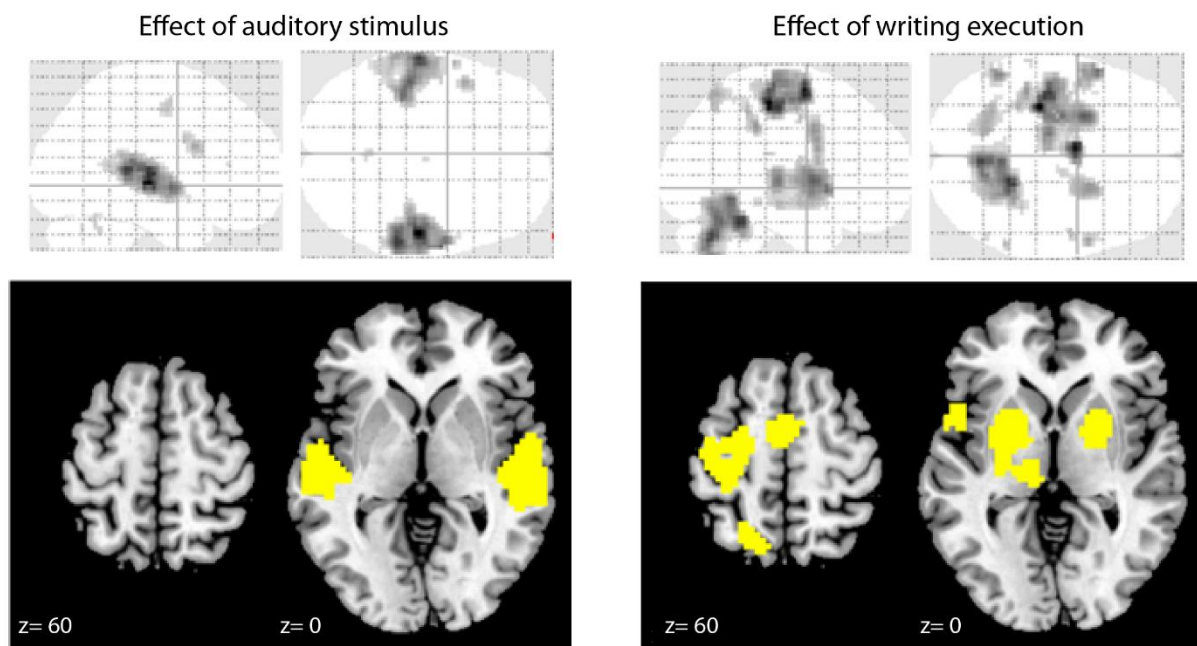 Effect of auditory stimulus
Effect of writing execution
z= 60
z= 0
z= 60
z= 0